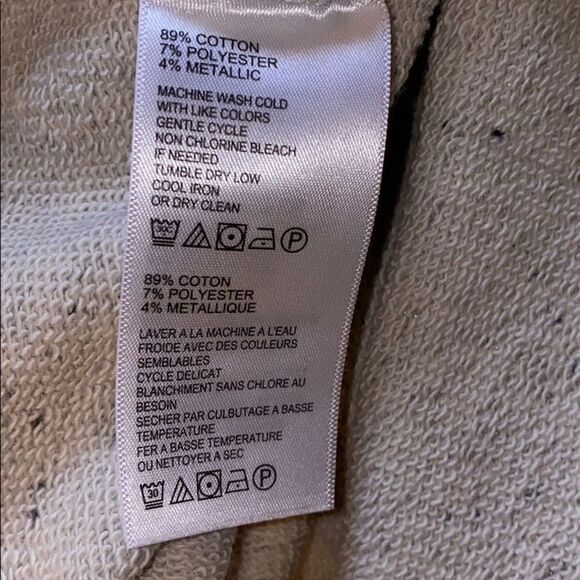 89% COTTON
7% POLYESTER
4% METALLIC
MACHINE WASH COLD
WITH LIKE COLORS
GENTLE CYCLE
NON CHLORINE BLEACH
IF NEEDED
TUMBLE DRY LOW
COOL IRON
OR DRY CLEAN
30C P
89% COTON
7% POLYESTER
4% METALLIQUE
LAVER A LA MACHINE A L'EAU
FROIDE AVEC DES COULEURS
SEMBLABLES
CYCLE DELICAT
BLANCHIMENT SANS CHLORE AU
BESOIN
SECHER PAR CULBUTAGE A BASSE
TEMPERATURE
FER A BASSE TEMPERATURE
OU NETTOYER A SEC
30 P